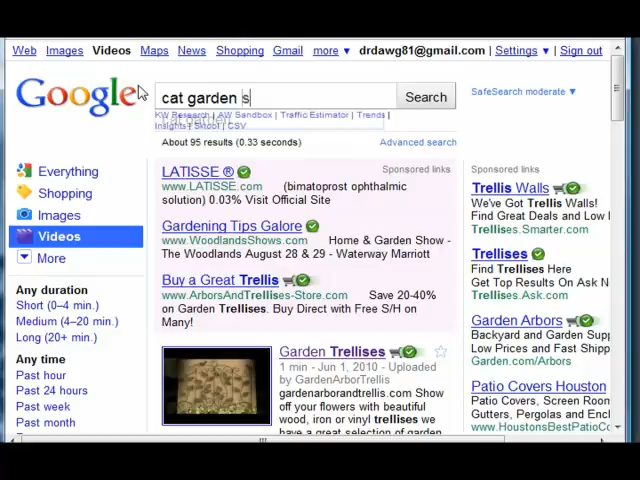 Web Images Videos Maps News Shopping Gmail more ▼ drdawg81@gmail.com | Settings ▼ | Sign out
Google
cat garden s
Search
SafeSearch moderate ▼
KW Research | AW Sandbox | Traffic Estimator | Trends |
Insights | SKtool | CSV
About 95 results (0.33 seconds)
Advanced search
Everything
Shopping
Images
Videos
More
Any duration
Short (0–4 min.)
Medium (4–20 min.)
Long (20+ min.)
Any time
Past hour
Past 24 hours
Past week
Past month
LATISSE ®
Sponsored links
www.LATISSE.com (bimatoprost ophthalmic
solution) 0.03% Visit Official Site
Gardening Tips Galore
www.WoodlandsShows.com Home & Garden Show -
The Woodlands August 28 & 29 - Waterway Marriott
Buy a Great Trellis
www.ArborsAndTrellises-Store.com Save 20-40%
on Garden Trellises. Buy Direct with Free S/H on
Many!
Garden Trellises
1 min - Jun 1, 2010 - Uploaded
by GardenArborTrellis
gardenarborandtrellis.com Show
off your flowers with beautiful
wood, iron or vinyl trellises we
have a great selection of garden
Sponsored links
Trellis Walls
We've Got Trellis Walls!
Find Great Deals and Low
Trellises.Smarter.com
Trellises
Find Trellises Here
Get Top Results On Ask N
Trellises.Ask.com
Garden Arbors
Backyard and Garden Supp
Low Prices and Fast Shipp
Garden.com/Arbors
Patio Covers Houston
Patio Covers, Screen Room
Gutters, Pergolas and Encl
www.HoustonsBestPatioCo